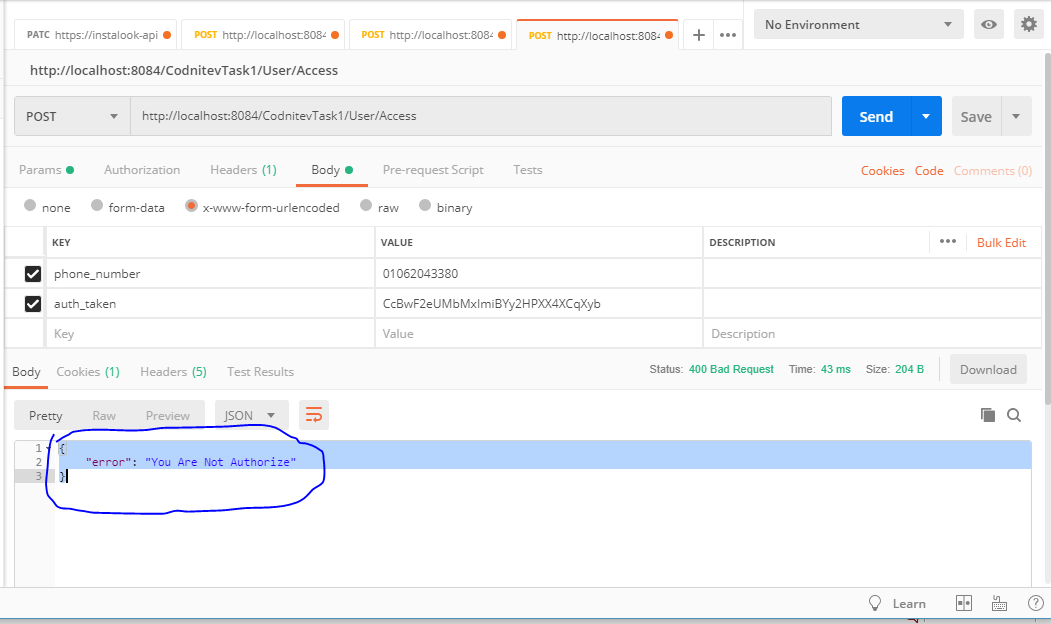 PATC https://instalook-api POST http://localhost:8084 POST http://localhost:808 POST http://localhost:8084 + ••• No Environment
http://localhost:8084/CodnitevTask1/User/Access
POST http://localhost:8084/CodnitevTask1/User/Access Send Save
Params Authorization Headers (1) Body Pre-request Script Tests Cookies Code Comments (0)
none form-data x-www-form-urlencoded raw binary
KEY VALUE DESCRIPTION ••• Bulk Edit
phone_number 01062043380
auth_taken CcBwF2eUMbMxImiBYy2HPXX4XCqXyb
Key Value Description
Body Cookies (1) Headers (5) Test Results Status: 400 Bad Request Time: 43 ms Size: 204 B Download
Pretty Raw Preview JSON
1 {
2 "error": "You Are Not Authorize"
3 }
Learn